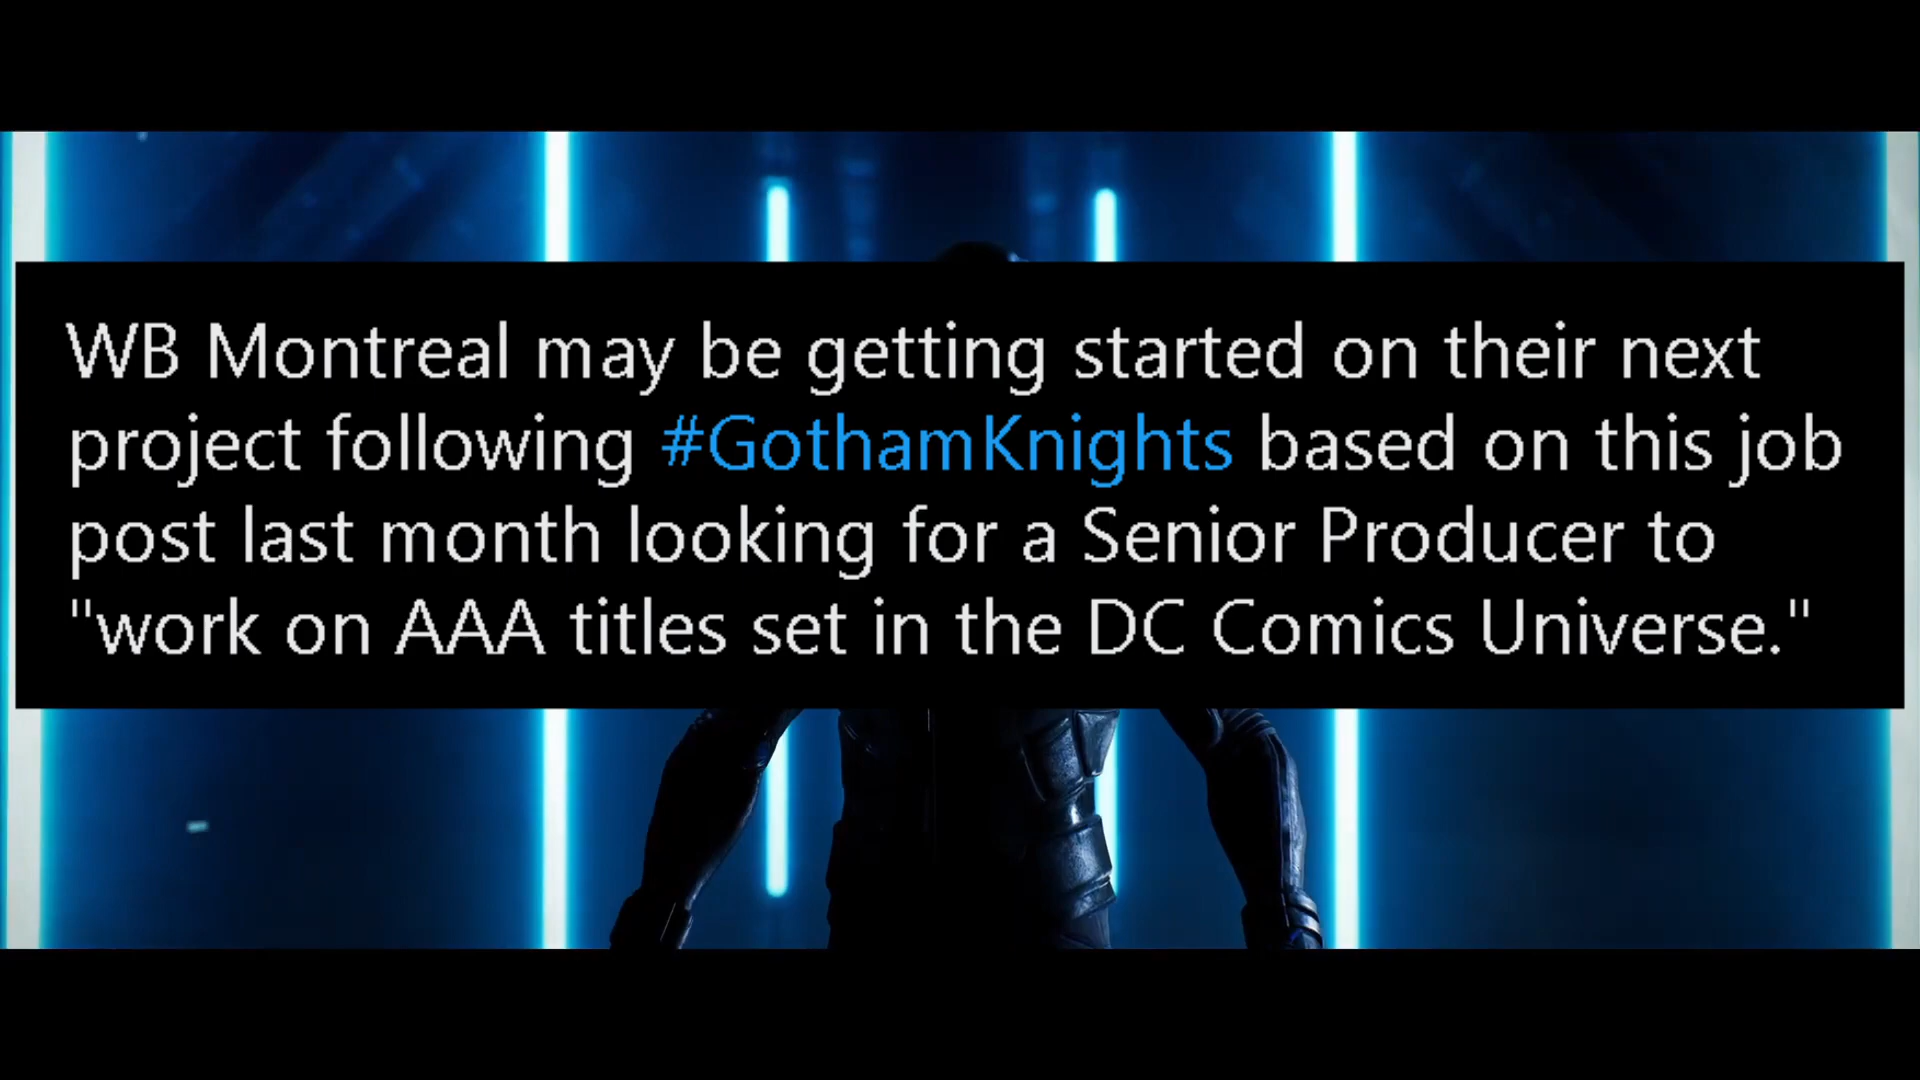 WB Montreal may be getting started on their next
project following #GothamKnights based on this job
post last month looking for a Senior Producer to
"work on AAA titles set in the DC Comics Universe."